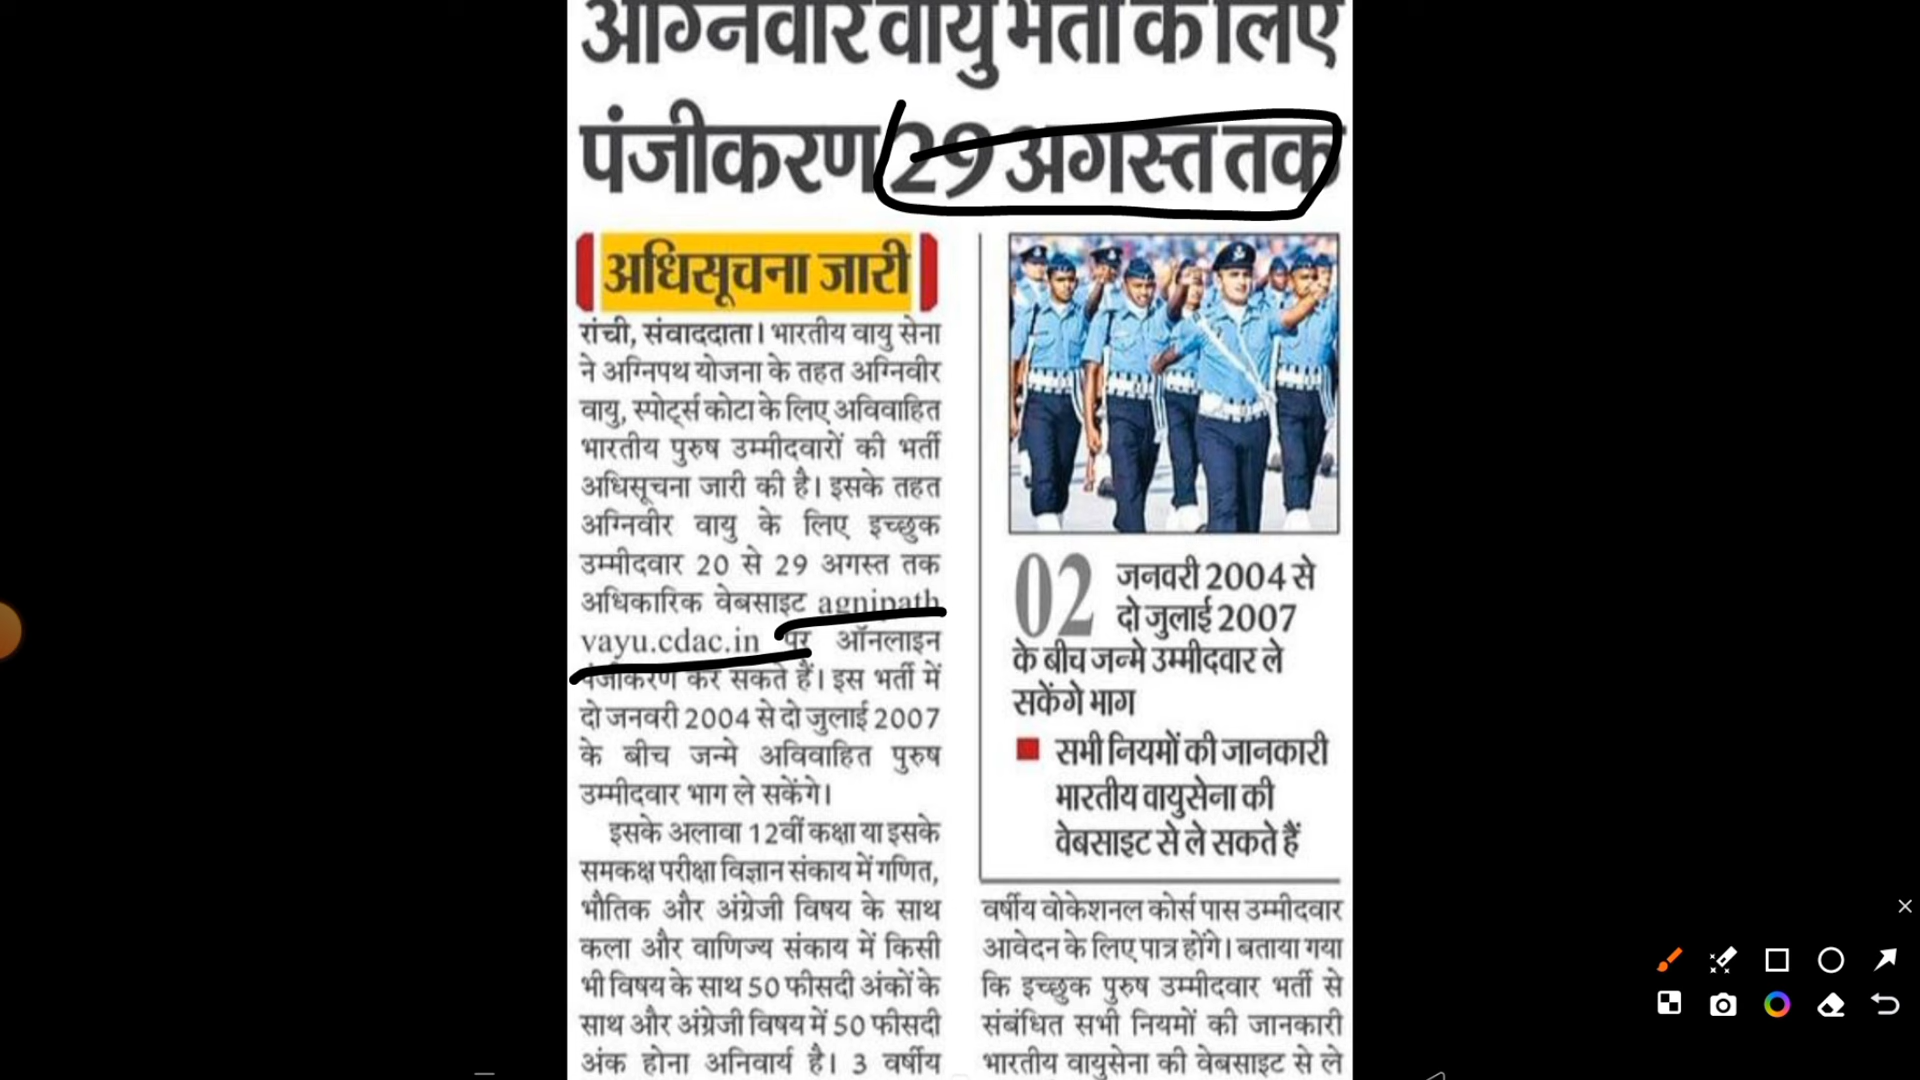 अग्निवीर वायु भर्ती के लिए
पंजीकरण 29 अगस्त तक
अधिसूचना जारी
रांची, संवाददाता। भारतीय वायु सेना
ने अग्निपथ योजना के तहत अग्निवीर
वायु, स्पोर्ट्स कोटा के लिए अविवाहित
भारतीय पुरुष उम्मीदवारों की भर्ती
अधिसूचना जारी की है। इसके तहत
अग्निवीर वायु के लिए इच्छुक
उम्मीदवार 20 से 29 अगस्त तक
अधिकारिक वेबसाइट agnipath
vayu.cdac.in पर ऑनलाइन
पंजीकरण कर सकते हैं। इस भर्ती में
दो जनवरी 2004 से दो जुलाई 2007
के बीच जन्मे अविवाहित पुरुष
उम्मीदवार भाग ले सकेंगे।
इसके अलावा 12वीं कक्षा या इसके
समकक्ष परीक्षा विज्ञान संकाय में गणित,
भौतिक और अंग्रेजी विषय के साथ
कला और वाणिज्य संकाय में किसी
भी विषय के साथ 50 फीसदी अंकों के
साथ और अंग्रेजी विषय में 50 फीसदी
अंक होना अनिवार्य है। 3 वर्षीय
02 जनवरी 2004 से
दो जुलाई 2007
के बीच जन्मे उम्मीदवार ले
सकेंगे भाग
सभी नियमों की जानकारी
भारतीय वायुसेना की
वेबसाइट से ले सकते हैं
वर्षीय वोकेशनल कोर्स पास उम्मीदवार
आवेदन के लिए पात्र होंगे। बताया गया
कि इच्छुक पुरुष उम्मीदवार भर्ती से
संबंधित सभी नियमों की जानकारी
भारतीय वायुसेना की वेबसाइट से ले